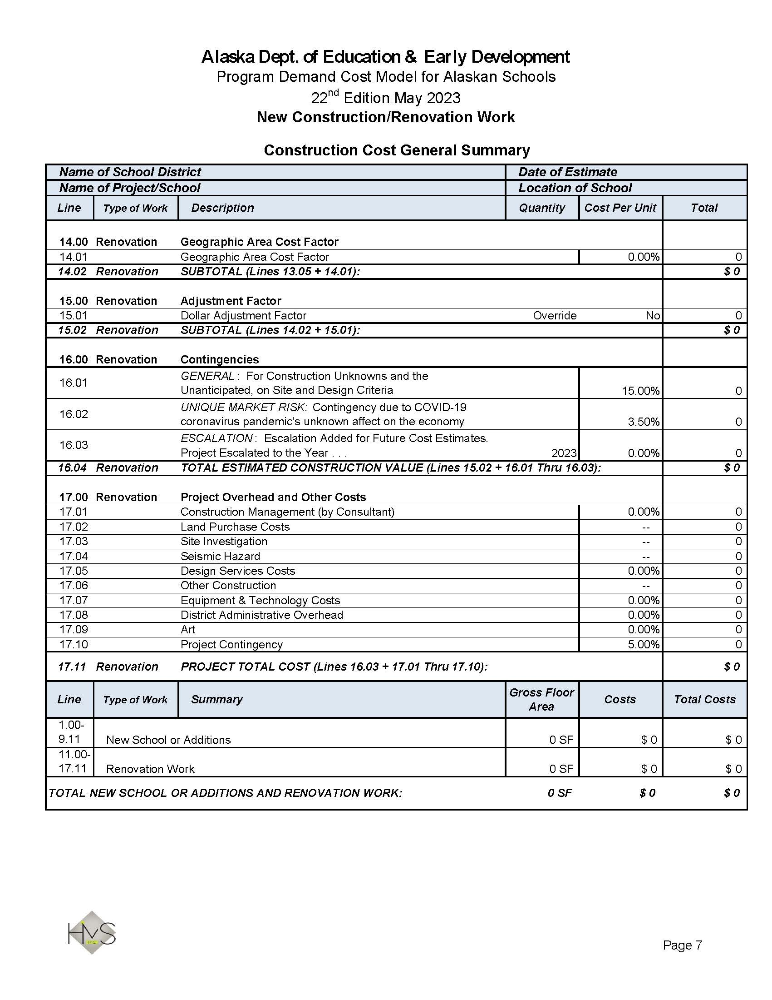 Alaska Dept. of Education & Early Development
Program Demand Cost Model for Alaskan Schools
22nd Edition May 2023
New Construction/Renovation Work
Construction Cost General Summary
Name of School District Date of Estimate
Name of Project/School Location of School
Line Type of Work Description Quantity Cost Per Unit Total
14.00 Renovation Geographic Area Cost Factor
14.01 Geographic Area Cost Factor 0.00% 0
14.02 Renovation SUBTOTAL (Lines 13.05 + 14.01): $ 0
15.00 Renovation Adjustment Factor
15.01 Dollar Adjustment Factor Override No 0
15.02 Renovation SUBTOTAL (Lines 14.02 + 15.01): $ 0
16.00 Renovation Contingencies
16.01 GENERAL: For Construction Unknowns and the
Unanticipated, on Site and Design Criteria 15.00% 0
16.02 UNIQUE MARKET RISK: Contingency due to COVID-19
coronavirus pandemic's unknown affect on the economy 3.50% 0
16.03 ESCALATION: Escalation Added for Future Cost Estimates.
Project Escalated to the Year . . . 2023 0.00% 0
16.04 Renovation TOTAL ESTIMATED CONSTRUCTION VALUE (Lines 15.02 + 16.01 Thru 16.03): $ 0
17.00 Renovation Project Overhead and Other Costs
17.01 Construction Management (by Consultant) 0.00% 0
17.02 Land Purchase Costs -- 0
17.03 Site Investigation -- 0
17.04 Seismic Hazard -- 0
17.05 Design Services Costs 0.00% 0
17.06 Other Construction -- 0
17.07 Equipment & Technology Costs 0.00% 0
17.08 District Administrative Overhead 0.00% 0
17.09 Art 0.00% 0
17.10 Project Contingency 5.00% 0
17.11 Renovation PROJECT TOTAL COST (Lines 16.03 + 17.01 Thru 17.10): $ 0
Line Type of Work Summary Gross Floor Area Costs Total Costs
1.00-
9.11 New School or Additions 0 SF $ 0 $ 0
11.00-
17.11 Renovation Work 0 SF $ 0 $ 0
TOTAL NEW SCHOOL OR ADDITIONS AND RENOVATION WORK: 0 SF $ 0 $ 0
HMS
INC.
Page 7